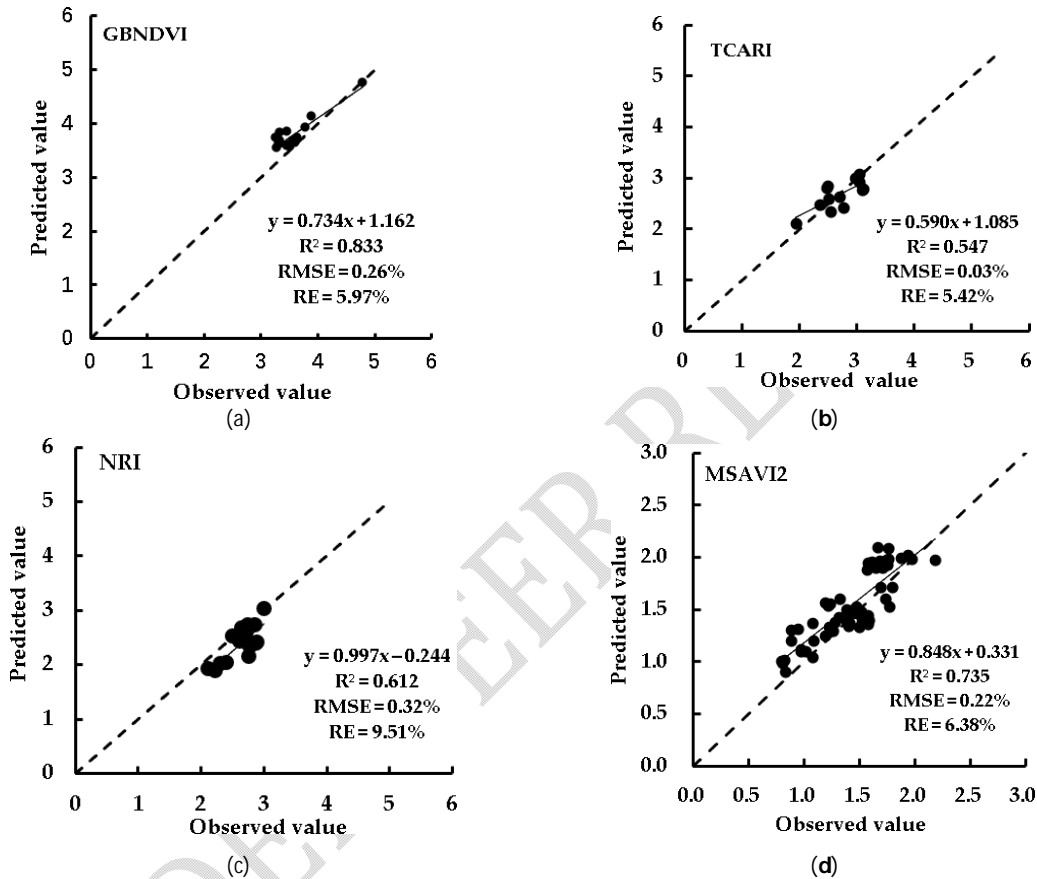 GBNDVI
6
5
4
3
2
1
0
Predicted value
y = 0.734x + 1.162
R² = 0.833
RMSE = 0.26%
RE = 5.97%
0 1 2 3 4 5 6
Observed value
(a)
TCARI
6
5
4
3
2
1
0
Predicted value
y = 0.590x + 1.085
R² = 0.547
RMSE = 0.03%
RE = 5.42%
0 1 2 3 4 5 6
Observed value
(b)
NRI
6
5
4
3
2
1
0
Predicted value
y = 0.997x − 0.244
R² = 0.612
RMSE = 0.32%
RE = 9.51%
0 1 2 3 4 5 6
Observed value
(c)
MSAVI2
3.0
2.5
2.0
1.5
1.0
0.5
0.0
Predicted value
y = 0.848x + 0.331
R² = 0.735
RMSE = 0.22%
RE = 6.38%
0.0 0.5 1.0 1.5 2.0 2.5 3.0
Observed value
(d)